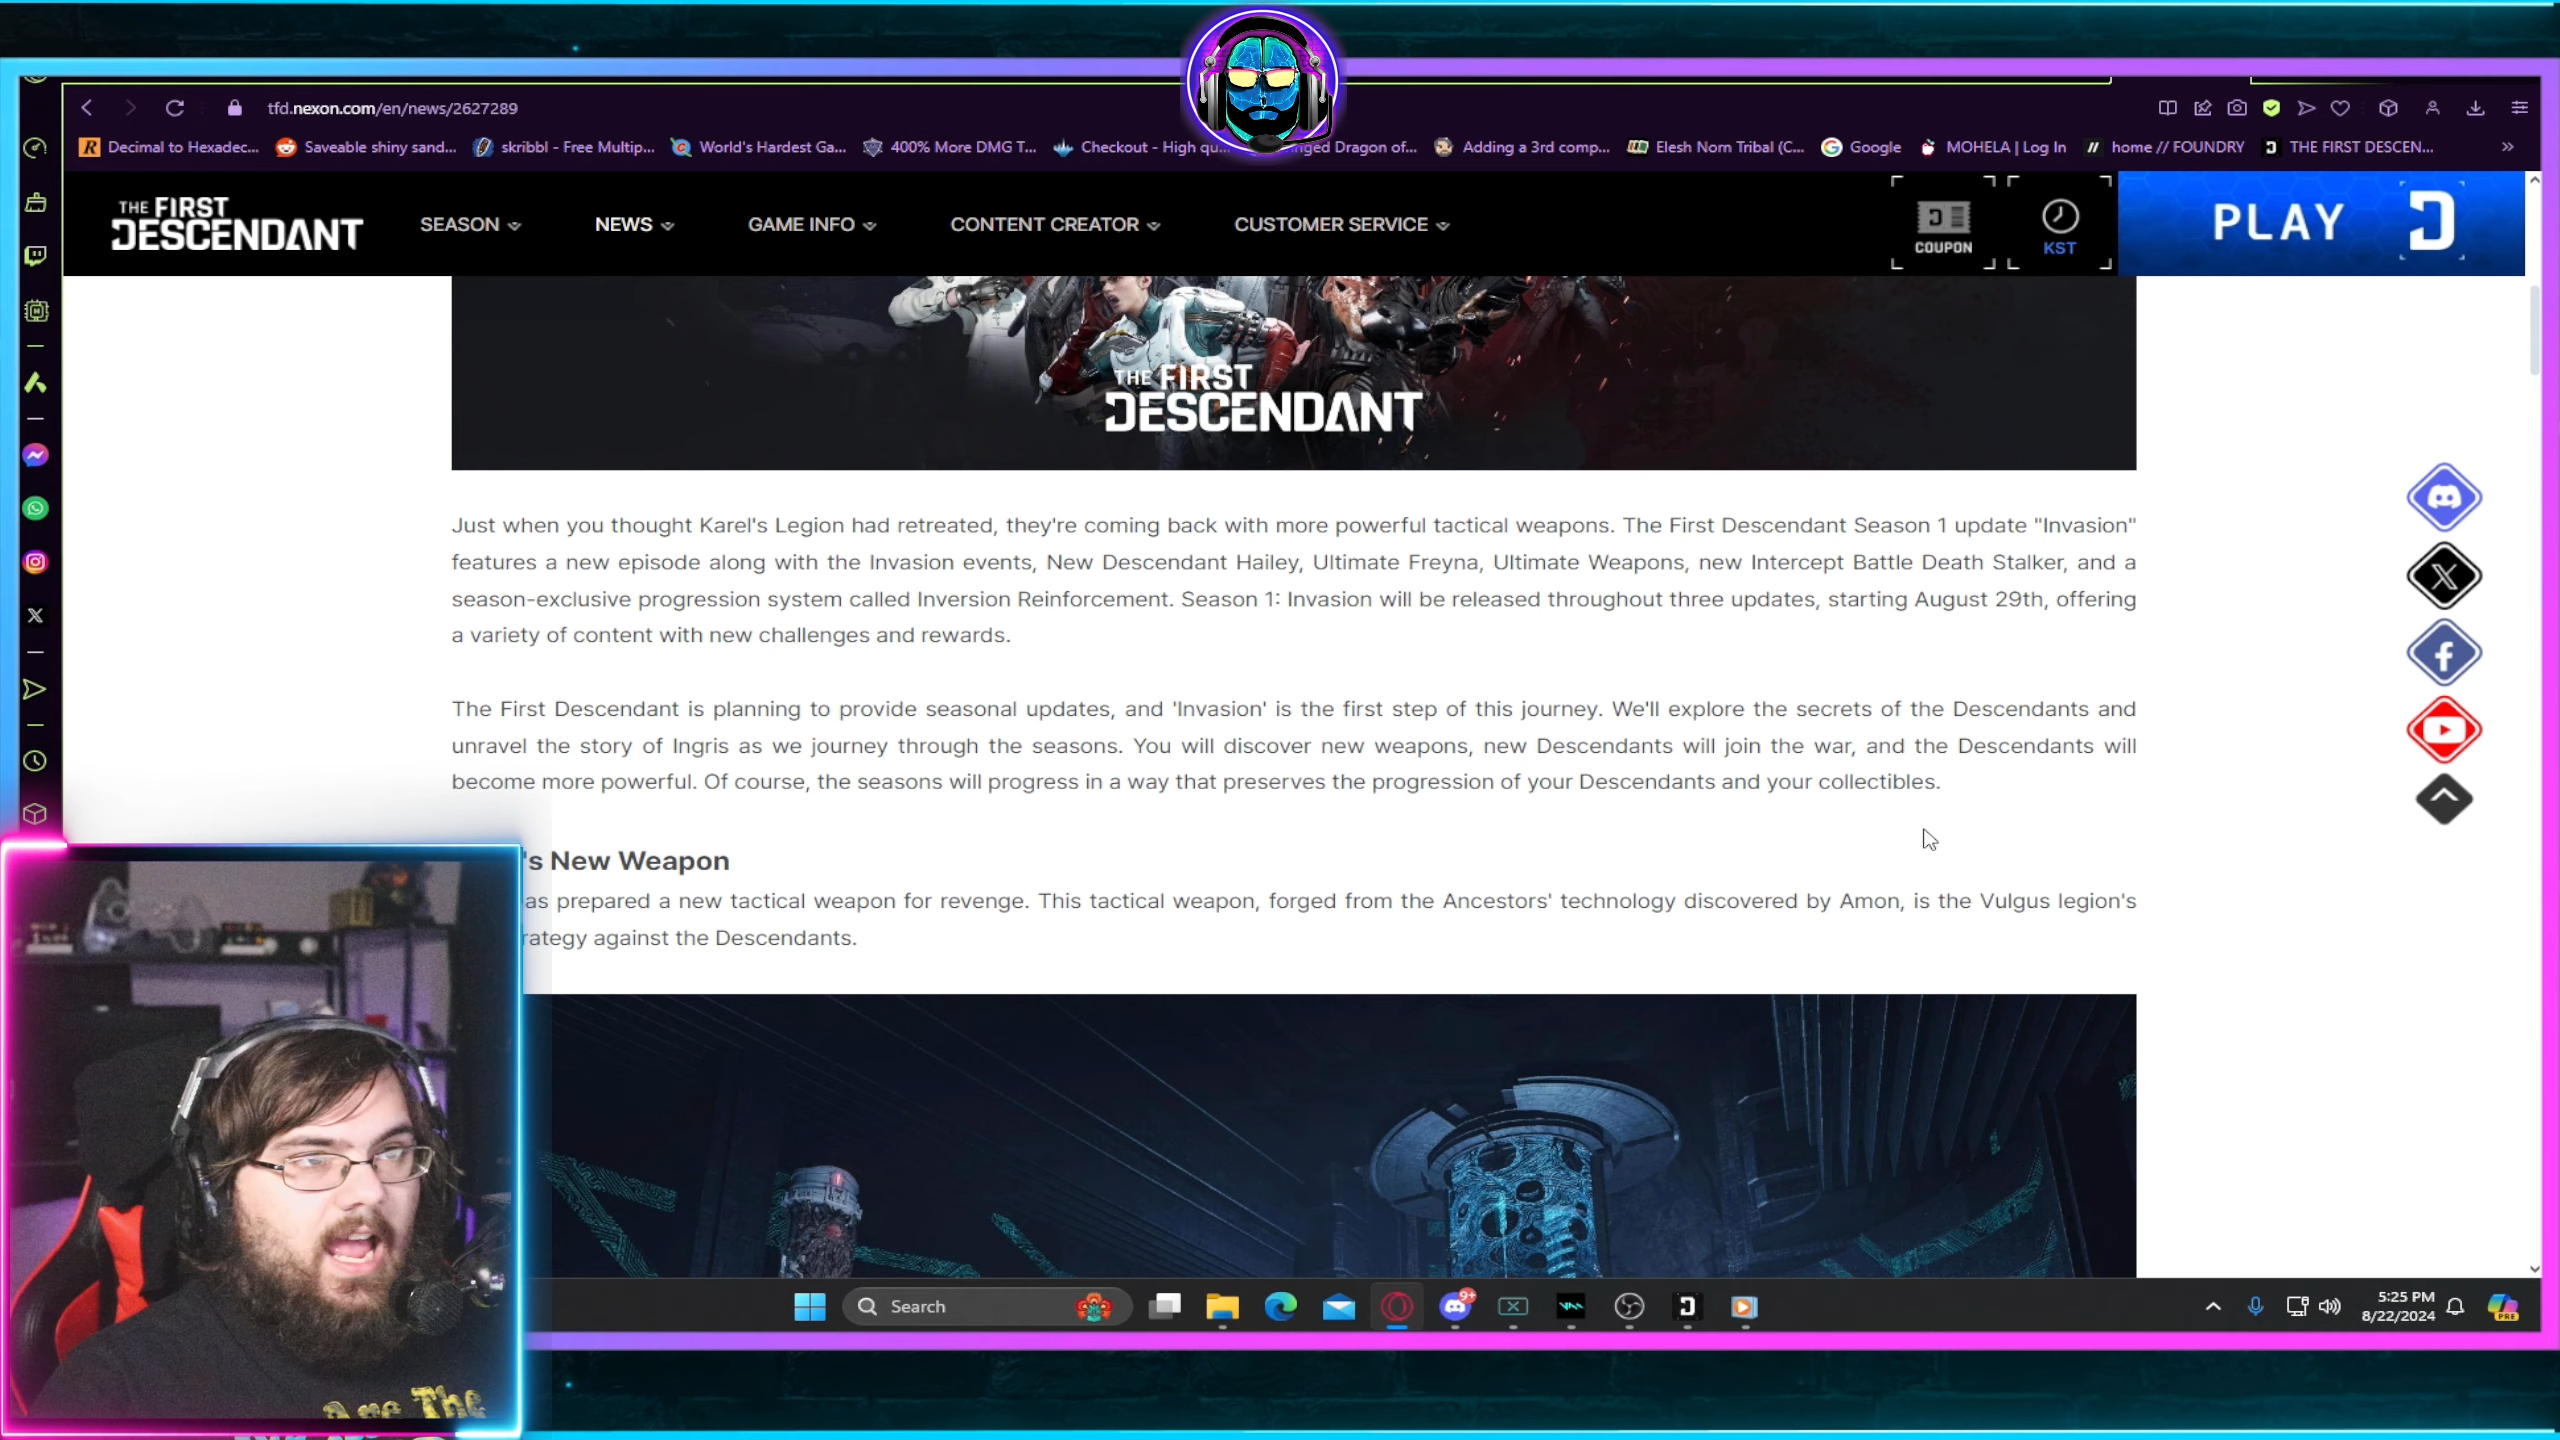 tfd.nexon.com/en/news/2627289
Decimal to Hexadec... Saveable shiny sand... skribbl - Free Multip... World's Hardest Ga... 400% More DMG T... Checkout - High qu... nged Dragon of... Adding a 3rd comp... Elesh Norn Tribal (C... Google MOHELA | Log In home // FOUNDRY THE FIRST DESCEN...
THE FIRST
DESCENDANT
SEASON NEWS GAME INFO CONTENT CREATOR CUSTOMER SERVICE
COUPON
KST
PLAY
THE FIRST
DESCENDANT
Just when you thought Karel's Legion had retreated, they're coming back with more powerful tactical weapons. The First Descendant Season 1 update "Invasion"
features a new episode along with the Invasion events, New Descendant Hailey, Ultimate Freyna, Ultimate Weapons, new Intercept Battle Death Stalker, and a
season-exclusive progression system called Inversion Reinforcement. Season 1: Invasion will be released throughout three updates, starting August 29th, offering
a variety of content with new challenges and rewards.
The First Descendant is planning to provide seasonal updates, and 'Invasion' is the first step of this journey. We'll explore the secrets of the Descendants and
unravel the story of Ingris as we journey through the seasons. You will discover new weapons, new Descendants will join the war, and the Descendants will
become more powerful. Of course, the seasons will progress in a way that preserves the progression of your Descendants and your collectibles.
's New Weapon
as prepared a new tactical weapon for revenge. This tactical weapon, forged from the Ancestors' technology discovered by Amon, is the Vulgus legion's
rategy against the Descendants.
Search
9+
5:25 PM
8/22/2024
PRE
Are The